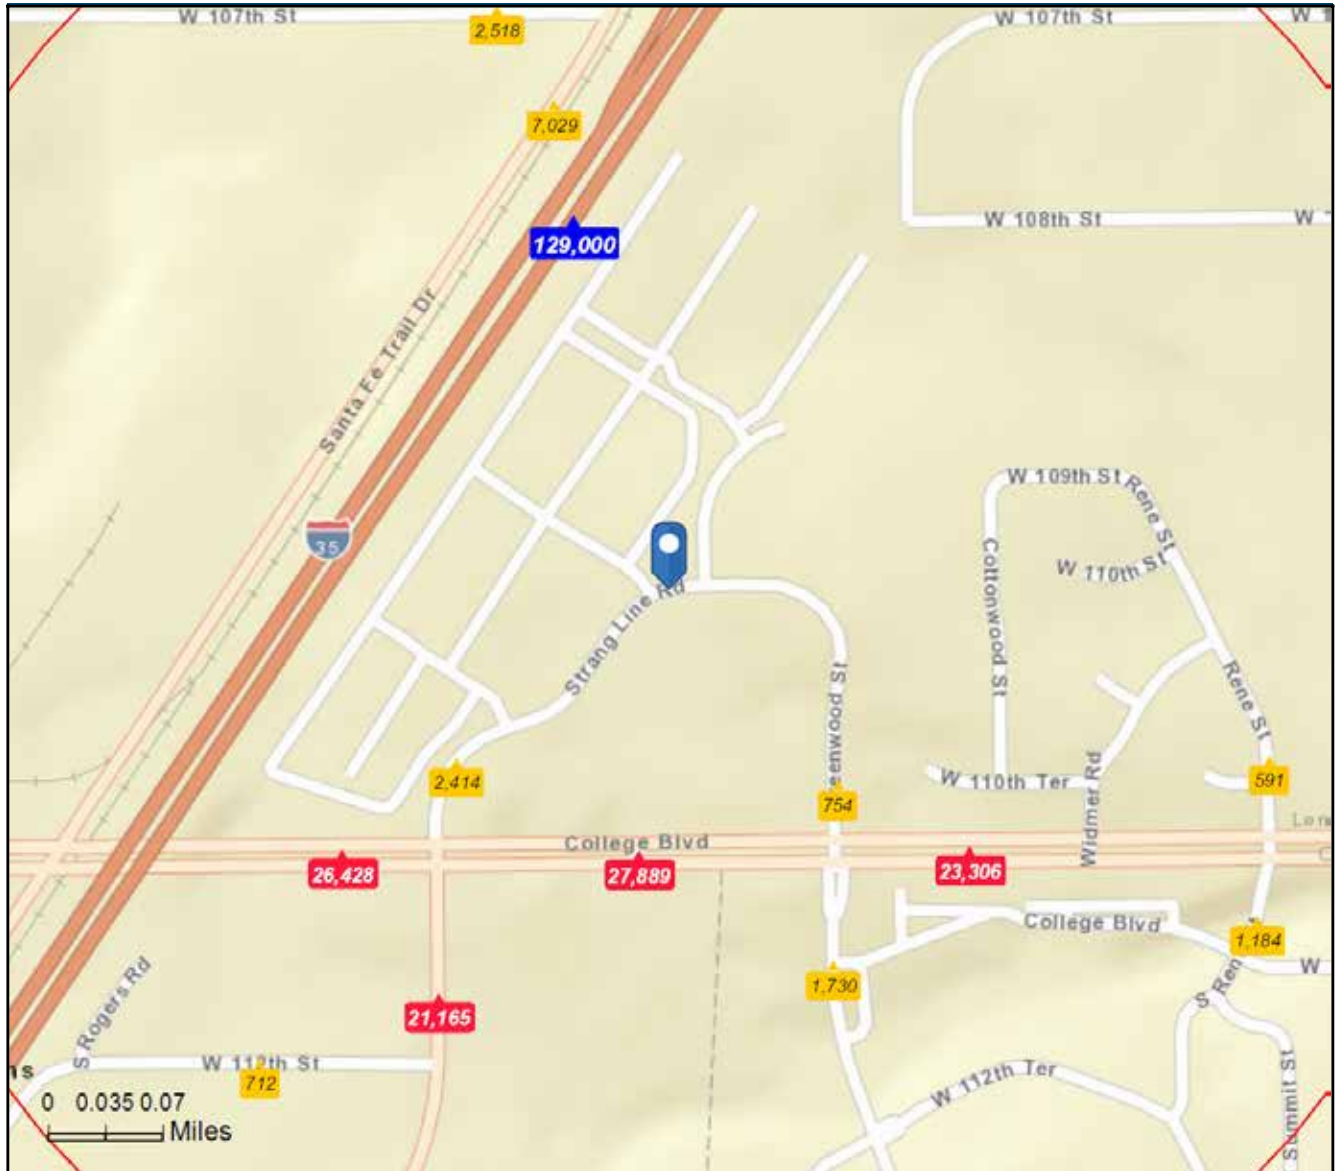 W 107th St
W 107th St
W 1
2,518
7,029
W 108th St
W
129,000
Santa Fe Trail Dr
W 109th St
Rene St
35
Cottonwood St
W 110th St
Strang Line Rd
eenwood St
Rene St
2,414
W 110th Ter
591
754
Widmer Rd
College Blvd
26,428
27,889
23,306
College Blvd
1,184
W
S Ren
1,730
S Rogers Rd
21,165
W 112th St
712
W 112th Ter
Summit St
0 0.035 0.07
Miles